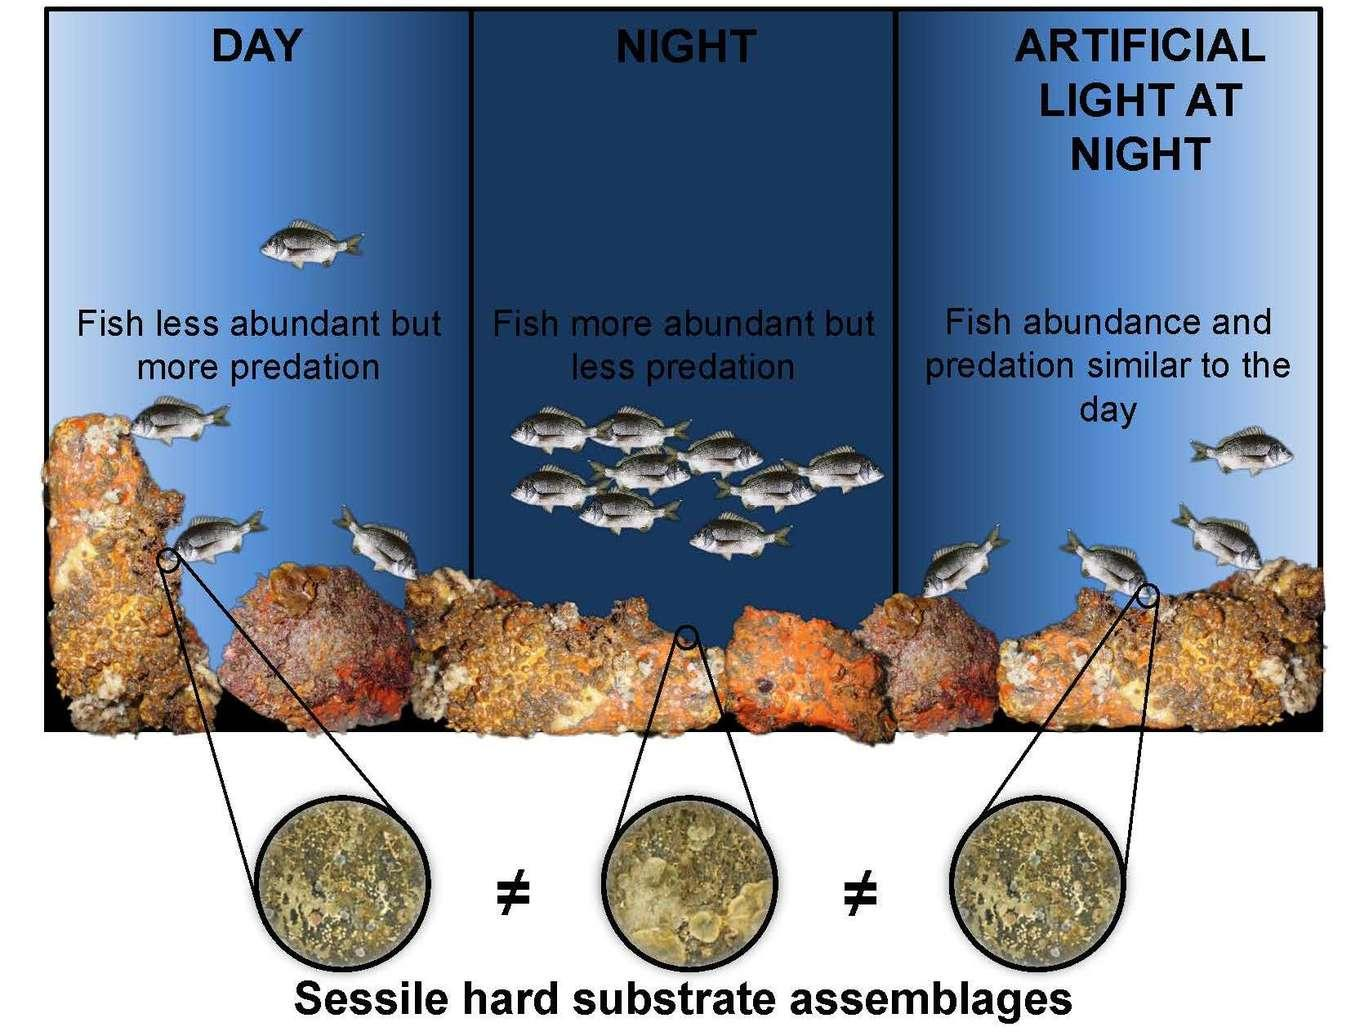 DAY
Fish less abundant but
more predation
NIGHT
Fish more abundant but
less predation
ARTIFICIAL
LIGHT AT
NIGHT
Fish abundance and
predation similar to the
day
≠
≠
Sessile hard substrate assemblages